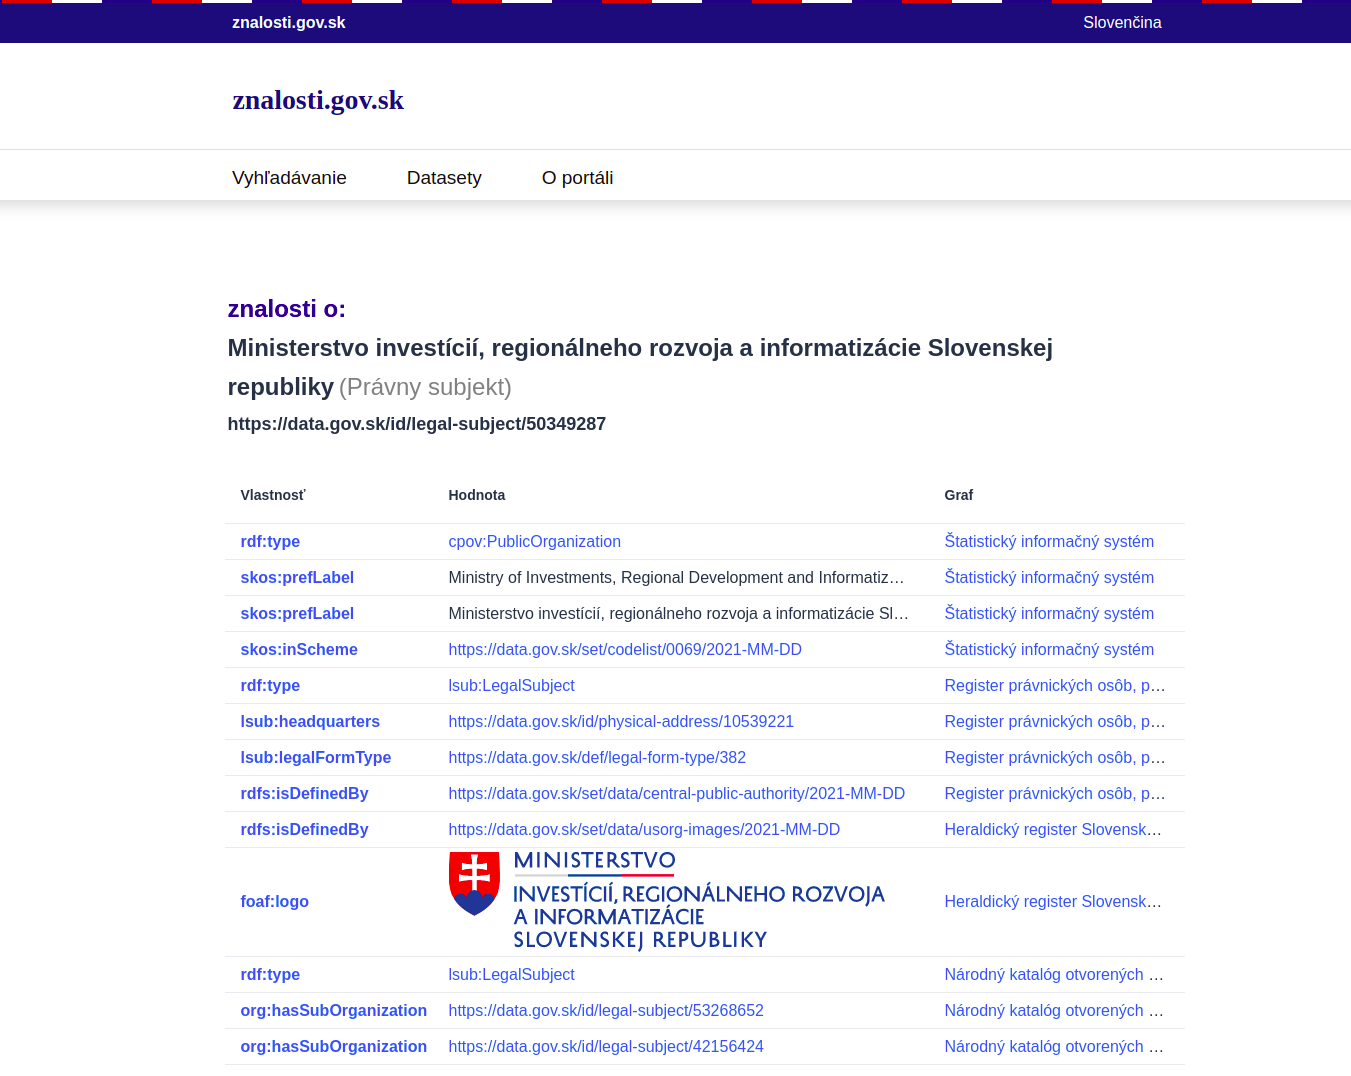 znalosti.gov.sk Slovenčina
znalosti.gov.sk
Vyhľadávanie Datasety O portáli
znalosti o:
Ministerstvo investícií, regionálneho rozvoja a informatizácie Slovenskej
republiky (Právny subjekt)
https://data.gov.sk/id/legal-subject/50349287
Vlastnosť Hodnota Graf
rdf:type cpov:PublicOrganization Štatistický informačný systém
skos:prefLabel Ministry of Investments, Regional Development and Informatiz… Štatistický informačný systém
skos:prefLabel Ministerstvo investícií, regionálneho rozvoja a informatizácie Sl… Štatistický informačný systém
skos:inScheme https://data.gov.sk/set/codelist/0069/2021-MM-DD Štatistický informačný systém
rdf:type lsub:LegalSubject Register právnických osôb, p…
lsub:headquarters https://data.gov.sk/id/physical-address/10539221 Register právnických osôb, p…
lsub:legalFormType https://data.gov.sk/def/legal-form-type/382 Register právnických osôb, p…
rdfs:isDefinedBy https://data.gov.sk/set/data/central-public-authority/2021-MM-DD Register právnických osôb, p…
rdfs:isDefinedBy https://data.gov.sk/set/data/usorg-images/2021-MM-DD Heraldický register Slovensk…
foaf:logo Heraldický register Slovensk…
MINISTERSTVO
INVESTÍCIÍ, REGIONÁLNEHO ROZVOJA
A INFORMATIZÁCIE
SLOVENSKEJ REPUBLIKY
rdf:type lsub:LegalSubject Národný katalóg otvorených …
org:hasSubOrganization https://data.gov.sk/id/legal-subject/53268652 Národný katalóg otvorených …
org:hasSubOrganization https://data.gov.sk/id/legal-subject/42156424 Národný katalóg otvorených …